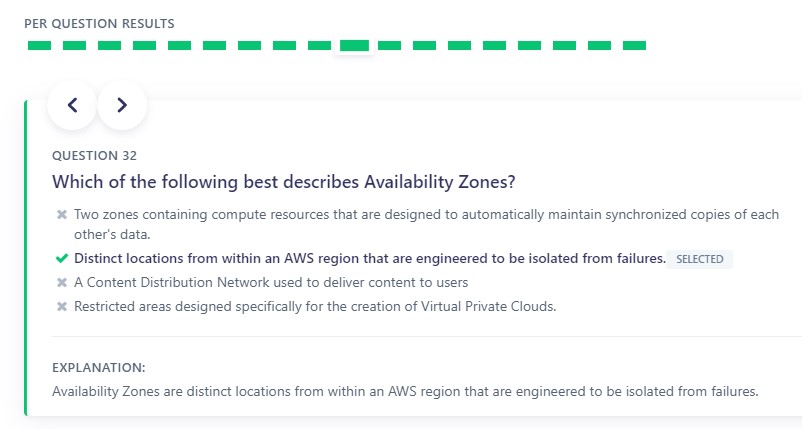 PER QUESTION RESULTS
QUESTION 32
Which of the following best describes Availability Zones?
Two zones containing compute resources that are designed to automatically maintain synchronized copies of each
other's data.
Distinct locations from within an AWS region that are engineered to be isolated from failures. SELECTED
A Content Distribution Network used to deliver content to users
Restricted areas designed specifically for the creation of Virtual Private Clouds.
EXPLANATION:
Availability Zones are distinct locations from within an AWS region that are engineered to be isolated from failures.